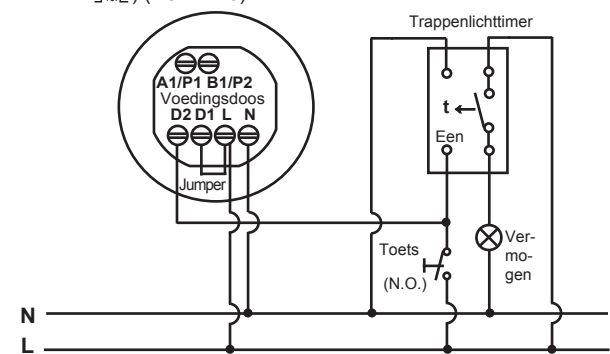 Trappenlichttimer
A1/P1 B1/P2
Voedingsdoos
D2 D1 L N
Jumper
t
Een
Toets
(N.O.)
Ver-
mo-
gen
N
L